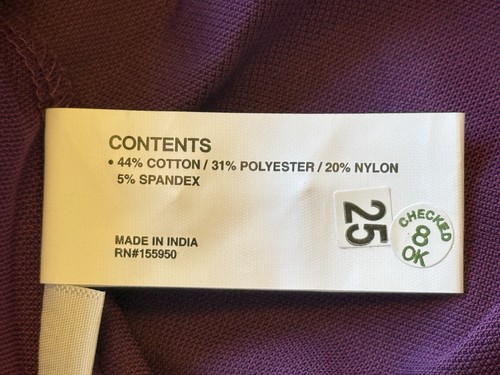 CONTENTS
• 44% COTTON / 31% POLYESTER / 20% NYLON
5% SPANDEX
MADE IN INDIA
RN#155950
25
CHECKED
8
OK